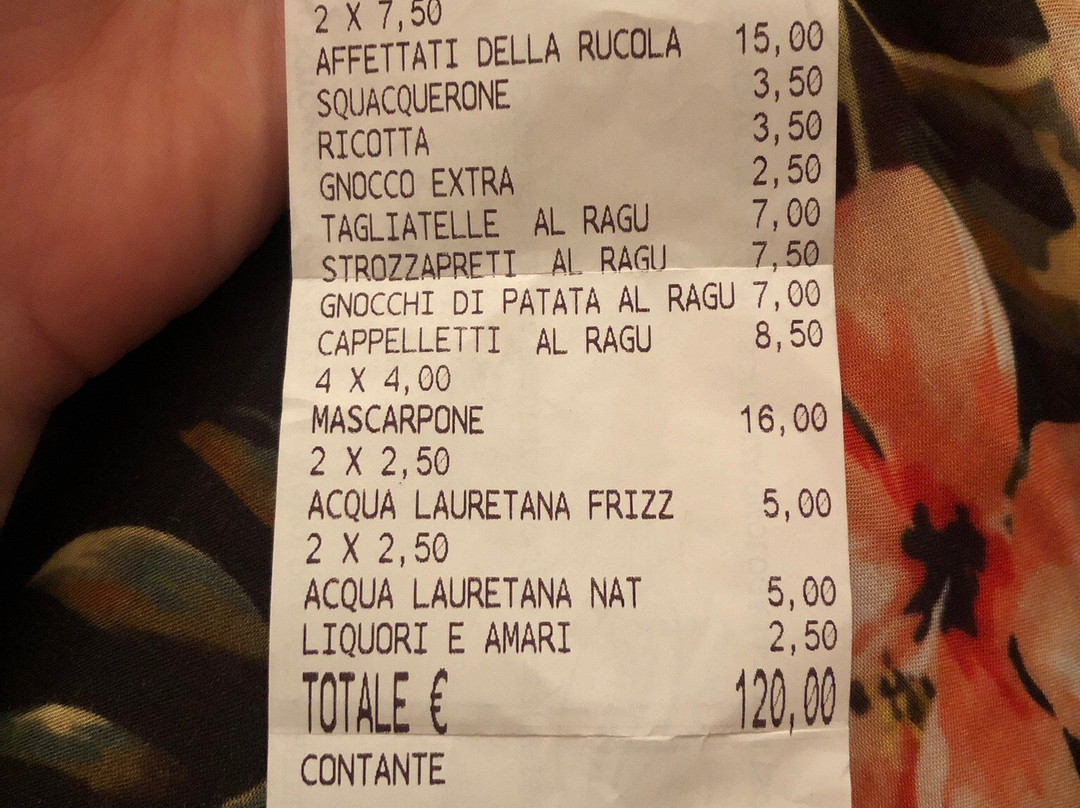 2 X 7,50
AFFETTATI DELLA RUCOLA 15,00
SQUACQUERONE 3,50
RICOTTA 3,50
GNOCCO EXTRA 2,50
TAGLIATELLE AL RAGU 7,00
STROZZAPRETI AL RAGU 7,50
GNOCCHI DI PATATA AL RAGU 7,00
CAPPELLETTI AL RAGU 8,50
4 X 4,00
MASCARPONE 16,00
2 X 2,50
ACQUA LAURETANA FRIZZ 5,00
2 X 2,50
ACQUA LAURETANA NAT 5,00
LIQUORI E AMARI 2,50
TOTALE € 120,00
CONTANTE